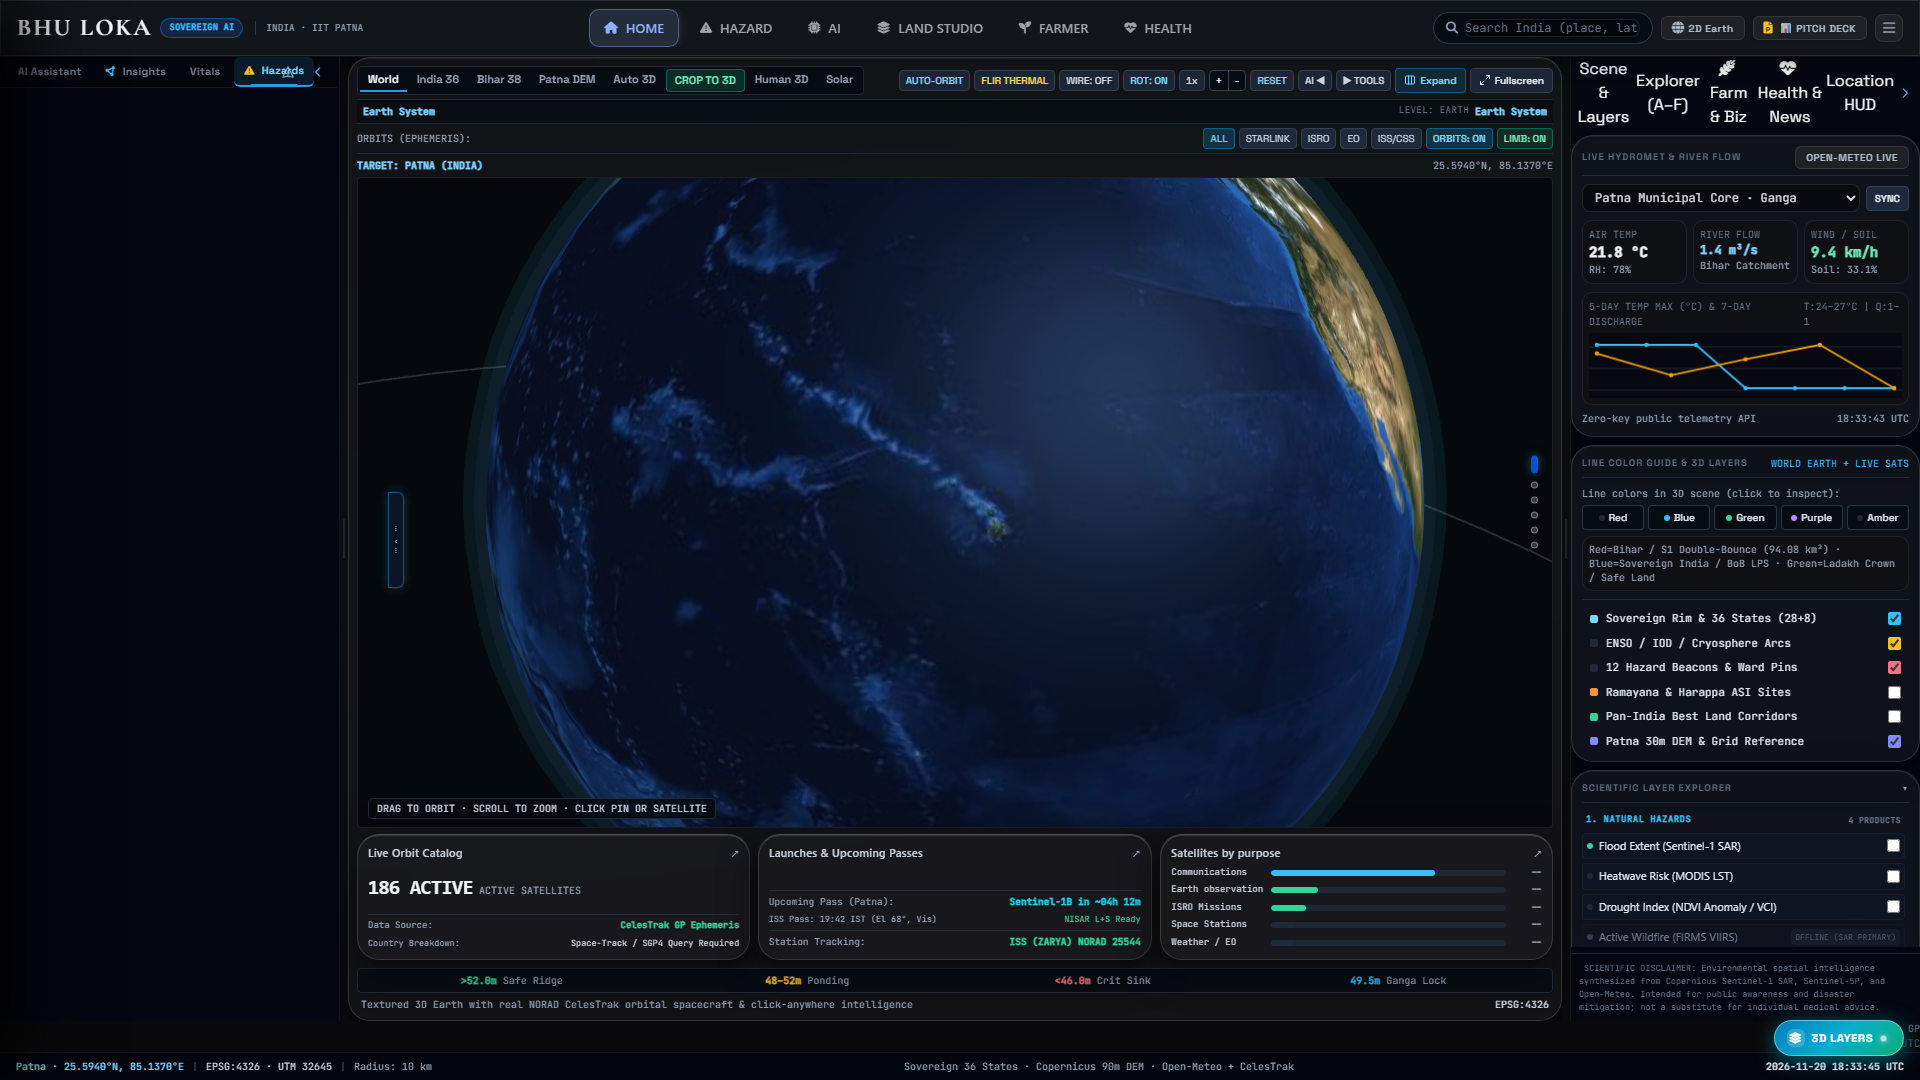 BHU LOKA SOVEREIGN AI INDIA · IIT PATNA
HOME HAZARD AI LAND STUDIO FARMER HEALTH
Search India (place, lat 2D Earth PITCH DECK
AI Assistant Insights Vitals Hazards
World India 36 Bihar 38 Patna DEM Auto 3D CROP TO 3D Human 3D Solar
AUTO-ORBIT FLIR THERMAL WIRE: OFF ROT: ON 1x + - RESET AI ◀ ▶ TOOLS Expand Fullscreen
Earth System LEVEL: EARTH Earth System
ORBITS (EPHEMERIS): ALL STARLINK ISRO EO ISS/CSS ORBITS: ON LIMB: ON
TARGET: PATNA (INDIA) 25.5940°N, 85.1370°E
DRAG TO ORBIT · SCROLL TO ZOOM · CLICK PIN OR SATELLITE
Live Orbit Catalog ↗
186 ACTIVE ACTIVE SATELLITES
Data Source: CelesTrak GP Ephemeris
Country Breakdown: Space-Track / SGP4 Query Required
Launches & Upcoming Passes ↗
Upcoming Pass (Patna): Sentinel-1B in ~04h 12m
ISS Pass: 19:42 IST (El 68°, Vis) NISAR L+S Ready
Station Tracking: ISS (ZARYA) NORAD 25544
Satellites by purpose ↗
Communications —
Earth observation —
ISRO Missions —
Space Stations —
Weather / EO —
>52.0m Safe Ridge 48–52m Ponding <46.0m Crit Sink 49.5m Ganga Lock
Textured 3D Earth with real NORAD CelesTrak orbital spacecraft & click-anywhere intelligence EPSG:4326
Scene & Layers
Explorer (A–F)
Farm & Biz
Health & News
Location HUD
LIVE HYDROMET & RIVER FLOW OPEN-METEO LIVE
Patna Municipal Core · Ganga SYNC
AIR TEMP
21.8 °C
RH: 78%
RIVER FLOW
1.4 m³/s
Bihar Catchment
WIND / SOIL
9.4 km/h
Soil: 33.1%
5-DAY TEMP MAX (°C) & 7-DAY DISCHARGE
T:24–27°C | Q:1–1
Zero-key public telemetry API 18:33:43 UTC
LINE COLOR GUIDE & 3D LAYERS WORLD EARTH + LIVE SATS
Line colors in 3D scene (click to inspect):
Red Blue Green Purple Amber
Red=Bihar / S1 Double-Bounce (94.08 km²) ·
Blue=Sovereign India / BoB LPS · Green=Ladakh Crown
/ Safe Land
Sovereign Rim & 36 States (28+8)
ENSO / IOD / Cryosphere Arcs
12 Hazard Beacons & Ward Pins
Ramayana & Harappa ASI Sites
Pan-India Best Land Corridors
Patna 30m DEM & Grid Reference
SCIENTIFIC LAYER EXPLORER
1. NATURAL HAZARDS 4 PRODUCTS
Flood Extent (Sentinel-1 SAR)
Heatwave Risk (MODIS LST)
Drought Index (NDVI Anomaly / VCI)
Active Wildfire (FIRMS VIIRS) OFFLINE (SAR PRIMARY)
SCIENTIFIC DISCLAIMER: Environmental spatial intelligence
synthesized from Copernicus Sentinel-1 SAR, Sentinel-5P, and
Open-Meteo. Intended for public awareness and disaster
mitigation; not a substitute for individual medical advice.
3D LAYERS
Patna · 25.5940°N, 85.1370°E | EPSG:4326 · UTM 32645 | Radius: 10 km
Sovereign 36 States · Copernicus 90m DEM · Open-Meteo + CelesTrak
2026-11-20 18:33:45 UTC